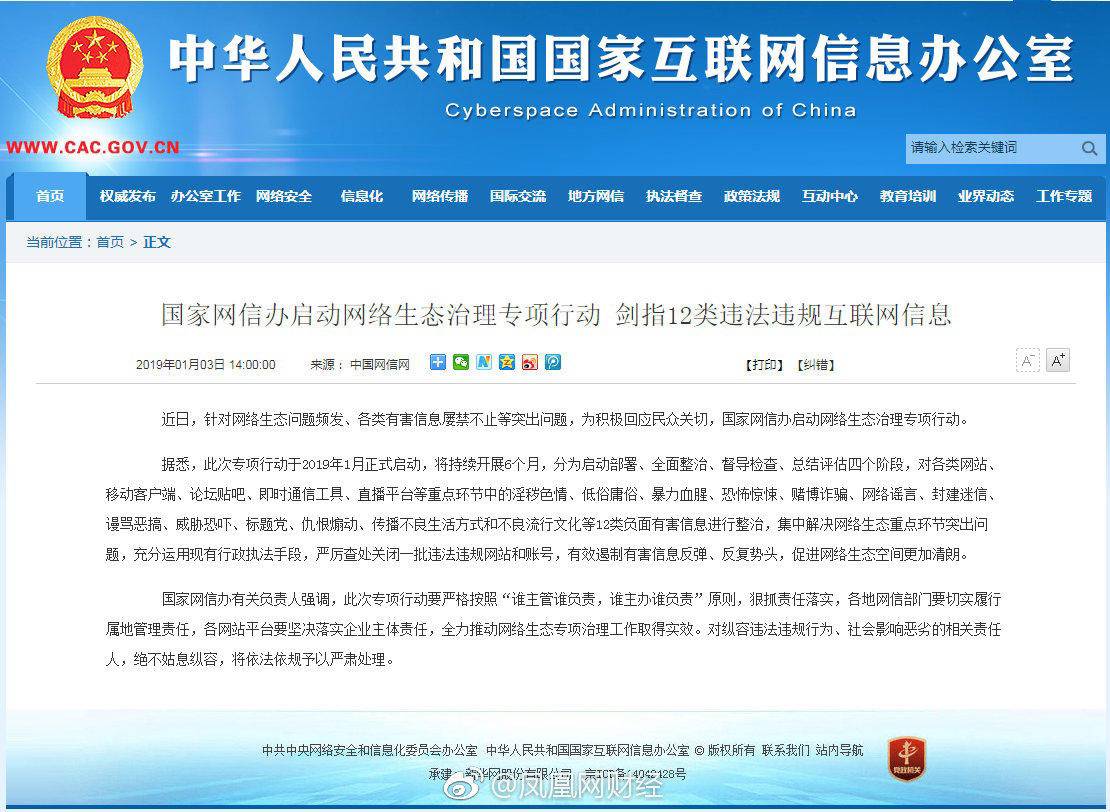 中华人民共和国国家互联网信息办公室
Cyberspace Administration of China
WWW.CAC.GOV.CN
请输入检索关键词
首页 权威发布 办公室工作 网络安全 信息化 网络传播 国际交流 地方网信 执法督查 政策法规 互动中心 教育培训 业界动态 工作专题
当前位置：首页 > 正文
国家网信办启动网络生态治理专项行动 剑指12类违法违规互联网信息
2019年01月03日 14:00:00 来源： 中国网信网 【打印】 【纠错】 A- A+
近日，针对网络生态问题频发、各类有害信息屡禁不止等突出问题，为积极回应民众关切，国家网信办启动网络生态治理专项行动。
据悉，此次专项行动于2019年1月正式启动，将持续开展6个月，分为启动部署、全面整治、督导检查、总结评估四个阶段，对各类网站、
移动客户端、论坛贴吧、即时通信工具、直播平台等重点环节中的淫秽色情、低俗庸俗、暴力血腥、恐怖惊悚、赌博诈骗、网络谣言、封建迷信、
谩骂恶搞、威胁恐吓、标题党、仇恨煽动、传播不良生活方式和不良流行文化等12类负面有害信息进行整治，集中解决网络生态重点环节突出问
题，充分运用现有行政执法手段，严厉查处关闭一批违法违规网站和账号，有效遏制有害信息反弹、反复势头，促进网络生态空间更加清朗。
国家网信办有关负责人强调，此次专项行动要严格按照“谁主管谁负责，谁主办谁负责”原则，狠抓责任落实，各地网信部门要切实履行
属地管理责任，各网站平台要坚决落实企业主体责任，全力推动网络生态专项治理工作取得实效。对纵容违法违规行为、社会影响恶劣的相关责任
人，绝不姑息纵容，将依法依规予以严肃处理。
中共中央网络安全和信息化委员会办公室 中华人民共和国国家互联网信息办公室 © 版权所有 联系我们 站内导航
承建：新华网股份有限公司
党政机关
@凤凰网财经